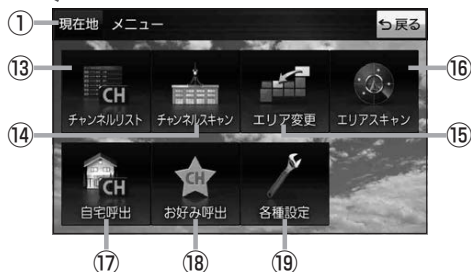 ① 現在地 メニュー 戻る
⑬ ⑯
CH CH
チャンネルリスト チャンネルスキャン エリア変更 エリアスキャン
⑭ ⑮
CH CH
自宅呼出 お好み呼出 各種設定
⑰ ⑱ ⑲